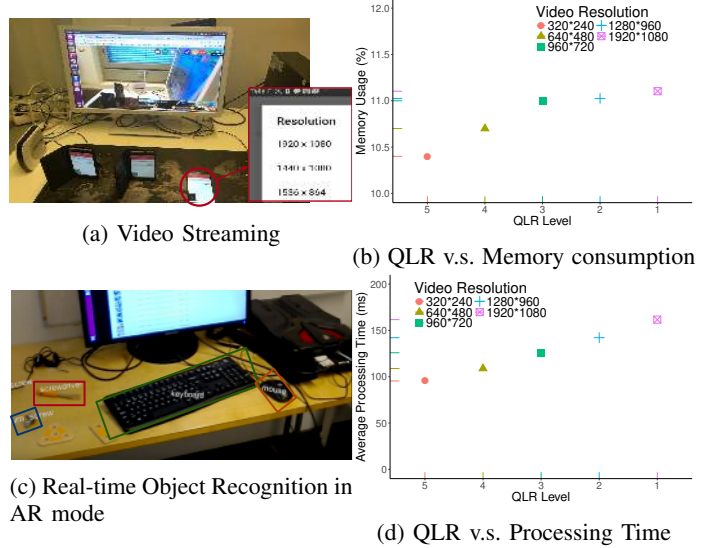 Resolution
1920 x 1080
1440 x 1080
1536 x 864
(a) Video Streaming
Video Resolution
320*240 1280*960
640*480 1920*1080
960*720
Memory Usage (%)
12.0
11.5
11.0
10.5
10.0
5 4 3 2 1
QLR Level
(b) QLR v.s. Memory consumption
screwdriver
keyboard
mouse
(c) Real-time Object Recognition in
AR mode
Video Resolution
320*240 1280*960
640*480 1920*1080
960*720
Average Processing Time (ms)
200
150
100
50
0
5 4 3 2 1
QLR Level
(d) QLR v.s. Processing Time